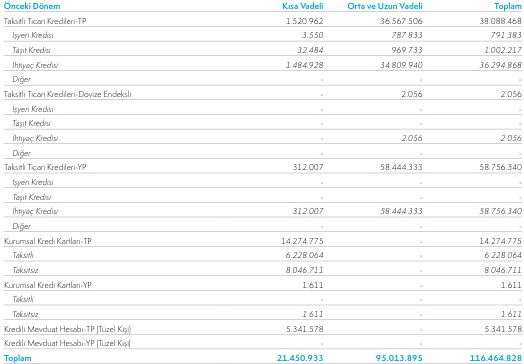 Önceki Dönem Kısa Vadeli Orta ve Uzun Vadeli Toplam
Taksitli Ticari Kredileri-TP 1.520.962 36.567.506 38.088.468
İşyeri Kredisi 3.550 787.833 791.383
Taşıt Kredisi 32.484 969.733 1.002.217
İhtiyaç Kredisi 1.484.928 34.809.940 36.294.868
Diğer - - -
Taksitli Ticari Kredileri-Dövize Endeksli - 2.056 2.056
İşyeri Kredisi - - -
Taşıt Kredisi - - -
İhtiyaç Kredisi - 2.056 2.056
Diğer - - -
Taksitli Ticari Kredileri-YP 312.007 58.444.333 58.756.340
İşyeri Kredisi - - -
Taşıt Kredisi - - -
İhtiyaç Kredisi 312.007 58.444.333 58.756.340
Diğer - - -
Kurumsal Kredi Kartları-TP 14.274.775 - 14.274.775
Taksitli 6.228.064 - 6.228.064
Taksitsiz 8.046.711 - 8.046.711
Kurumsal Kredi Kartları-YP 1.611 - 1.611
Taksitli - - -
Taksitsiz 1.611 - 1.611
Kredili Mevduat Hesabı-TP (Tüzel Kişi) 5.341.578 - 5.341.578
Kredili Mevduat Hesabı-YP (Tüzel Kişi) - - -
Toplam 21.450.933 95.013.895 116.464.828